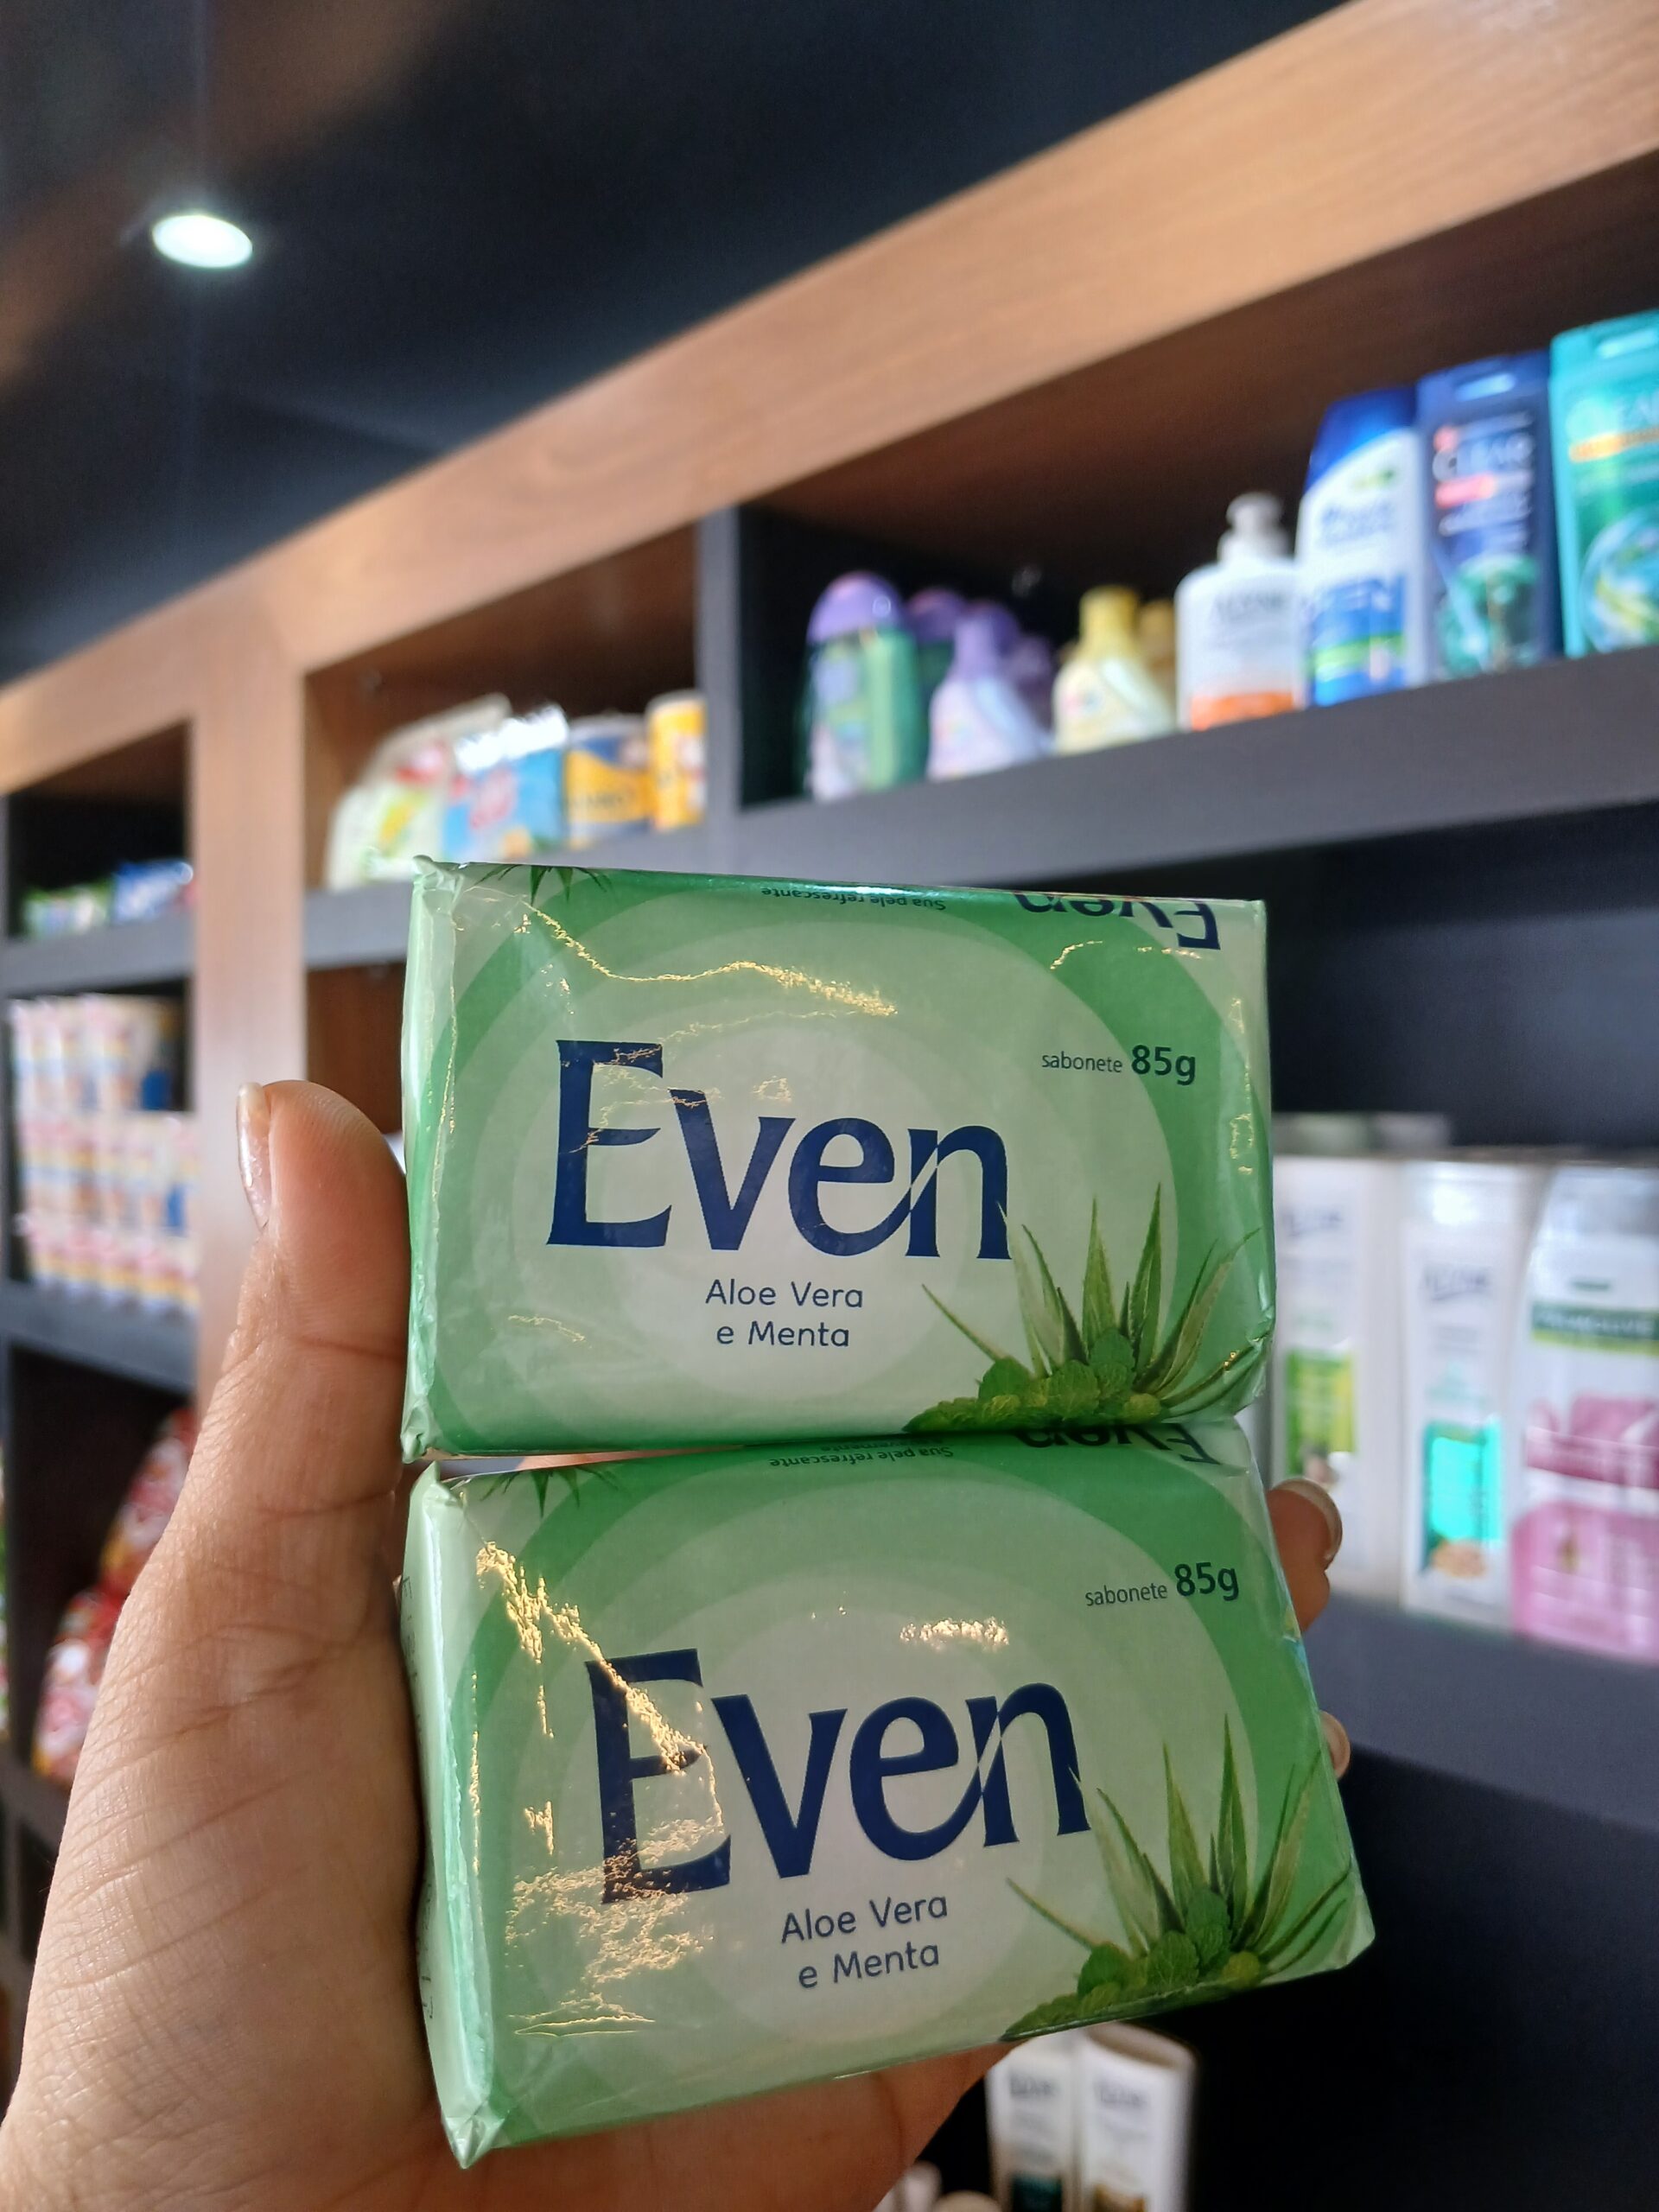 Sua pele refrescante
Even
sabonete 85g
Even
Aloe Vera
e Menta
Sua pele refrescante
Even
sabonete 85g
Even
Aloe Vera
e Menta
CLEAR